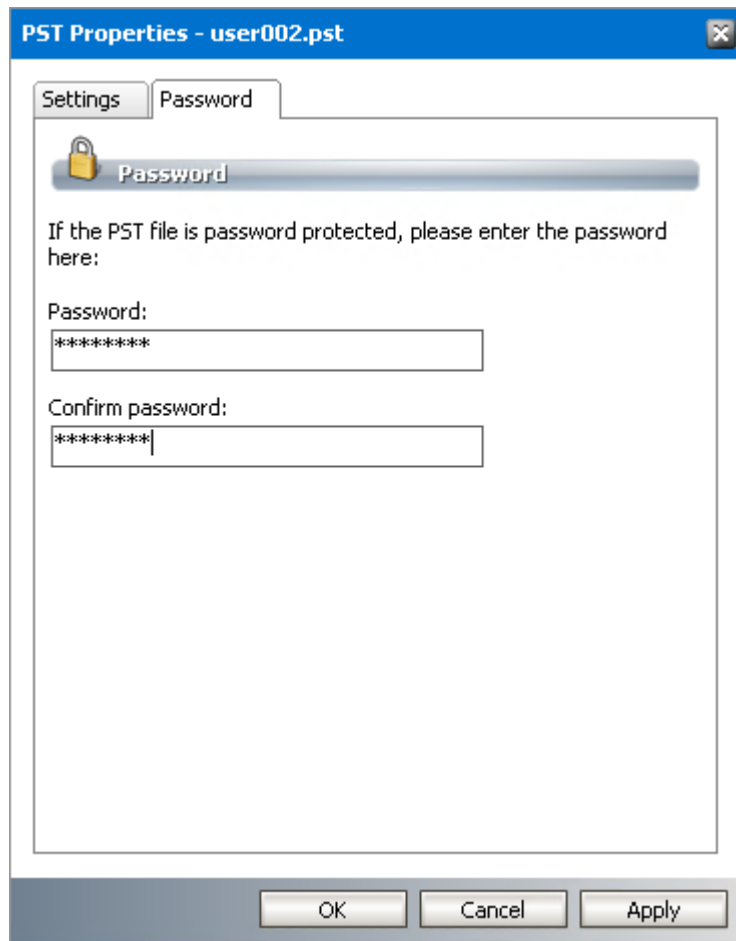 PST Properties - user002.pst
Settings
Password
Password
If the PST file is password protected, please enter the password
here:
Password:
********
Confirm password:
********
OK
Cancel
Apply